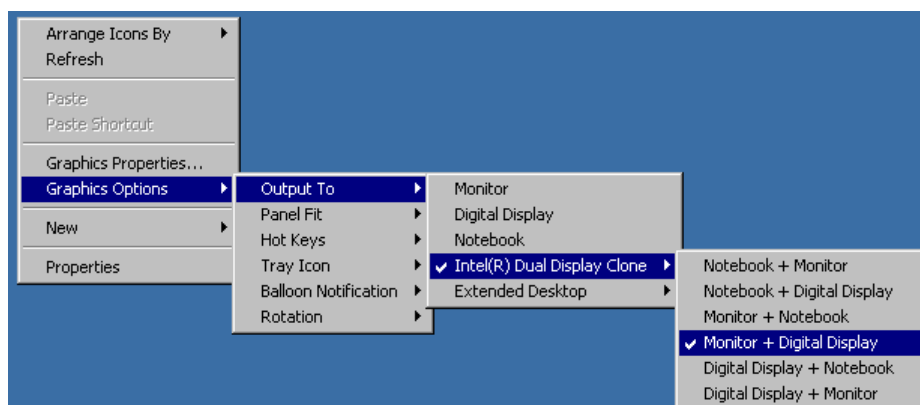 Arrange Icons By
Refresh
Paste
Paste Shortcut
Graphics Properties...
Graphics Options
New
Properties
Output To
Panel Fit
Hot Keys
Tray Icon
Balloon Notification
Rotation
Monitor
Digital Display
Notebook
Intel(R) Dual Display Clone
Extended Desktop
Notebook + Monitor
Notebook + Digital Display
Monitor + Notebook
Monitor + Digital Display
Digital Display + Notebook
Digital Display + Monitor